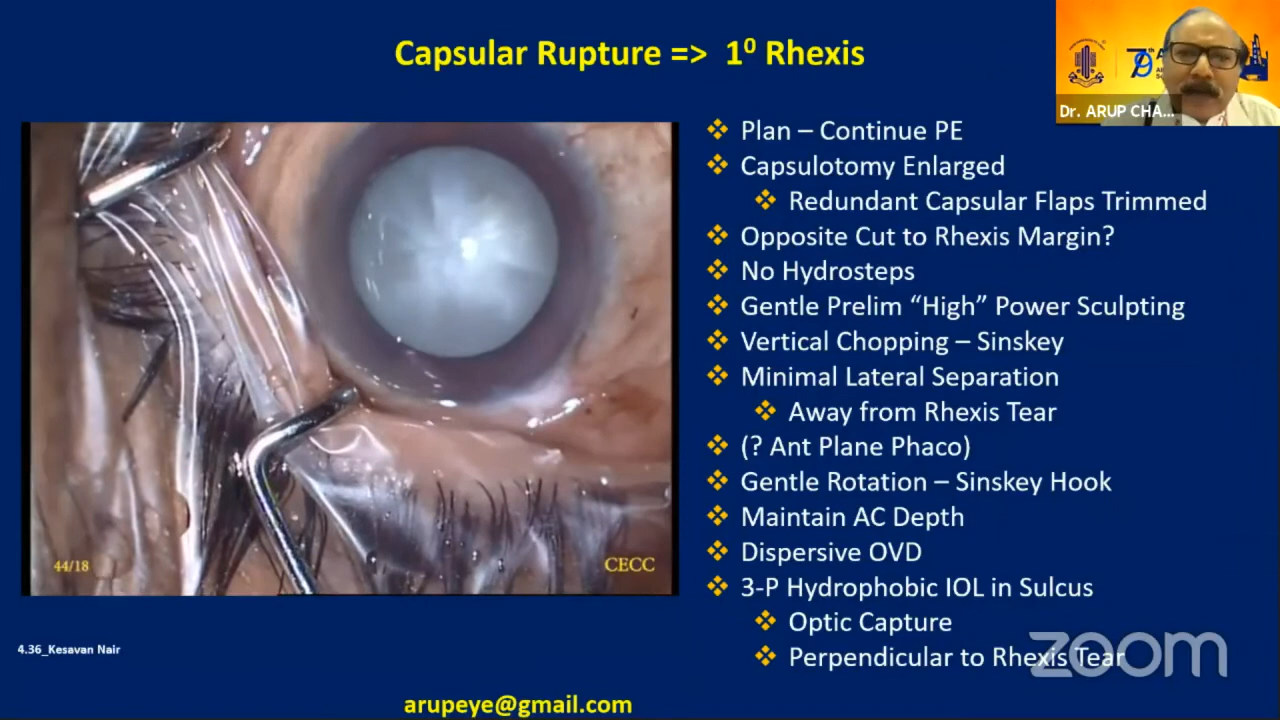 Capsular Rupture => 1⁰ Rhexis
79th
Dr. ARUP CHA...
❖ Plan – Continue PE
❖ Capsulotomy Enlarged
❖ Redundant Capsular Flaps Trimmed
❖ Opposite Cut to Rhexis Margin?
❖ No Hydrosteps
❖ Gentle Prelim “High” Power Sculpting
❖ Vertical Chopping – Sinskey
❖ Minimal Lateral Separation
❖ Away from Rhexis Tear
❖ (? Ant Plane Phaco)
❖ Gentle Rotation – Sinskey Hook
❖ Maintain AC Depth
❖ Dispersive OVD
❖ 3-P Hydrophobic IOL in Sulcus
❖ Optic Capture
❖ Perpendicular to Rhexis Tear
44/18
CECC
4.36_Kesavan Nair
zoom
arupeye@gmail.com